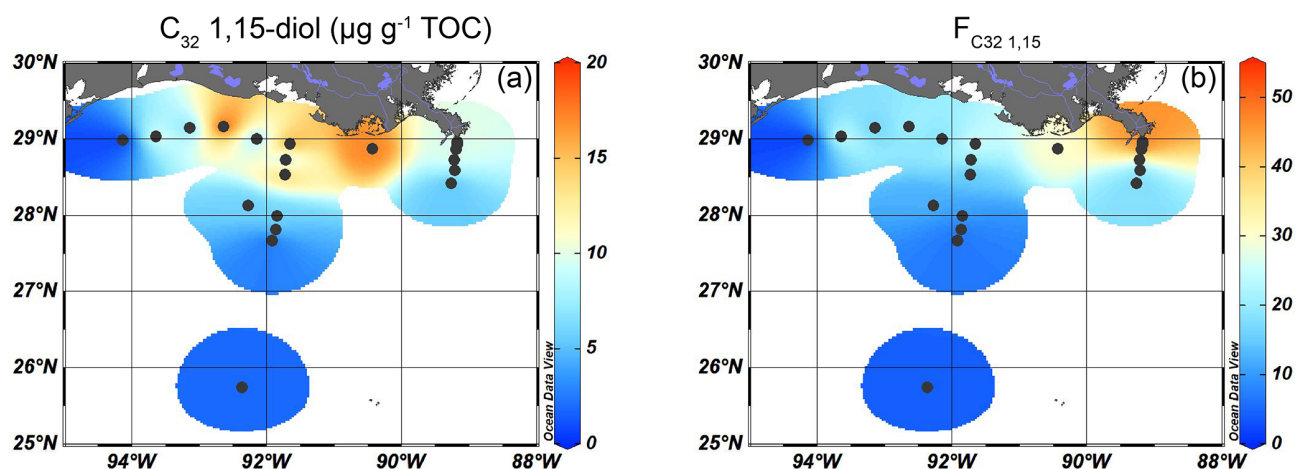 C₃₂ 1,15-diol (µg g⁻¹ TOC)
(a)
30°N
29°N
28°N
27°N
26°N
25°N
94°W 92°W 90°W 88°W
20
15
10
5
0
Ocean Data View
F_C32 1,15
(b)
30°N
29°N
28°N
27°N
26°N
25°N
94°W 92°W 90°W 88°W
50
40
30
20
10
0
Ocean Data View